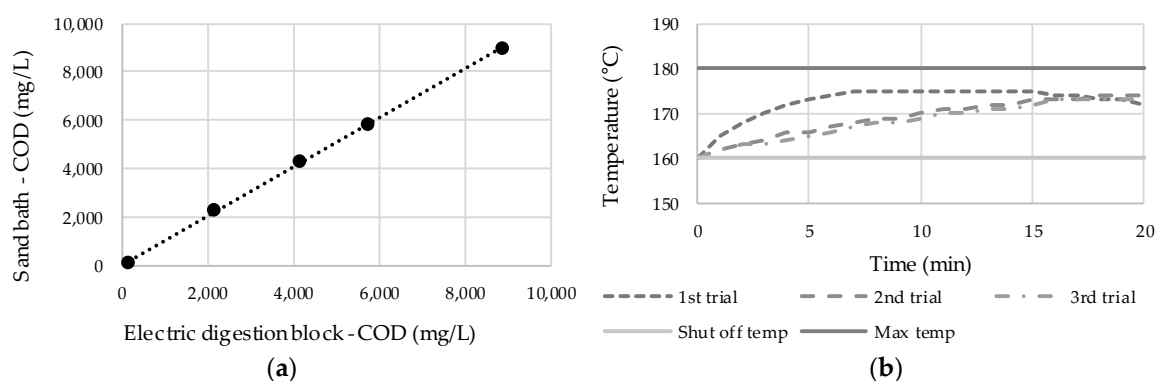 10,000
8,000
6,000
4,000
2,000
0
Sand bath - COD (mg/L)
0 2,000 4,000 6,000 8,000 10,000
Electric digestion block - COD (mg/L)
(a)
190
180
170
160
150
Temperature (°C)
0 5 10 15 20
Time (min)
1st trial 2nd trial 3rd trial
Shut off temp Max temp
(b)